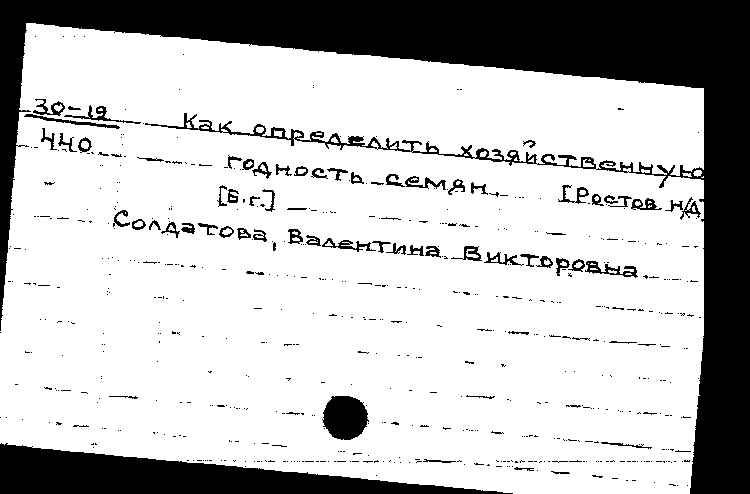 30-19
440
Как определить хозяйственную
годность семян. [Ростов н/Д]
[Б.г.]
Солдатова, Валентина Викторовна.